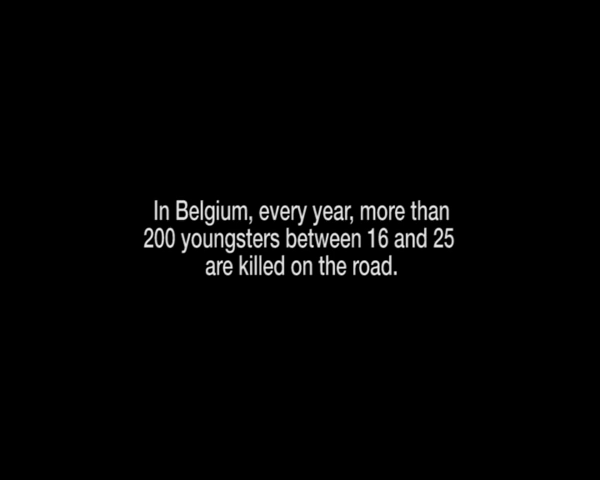 In Belgium, every year, more than
200 youngsters between 16 and 25
are killed on the road.